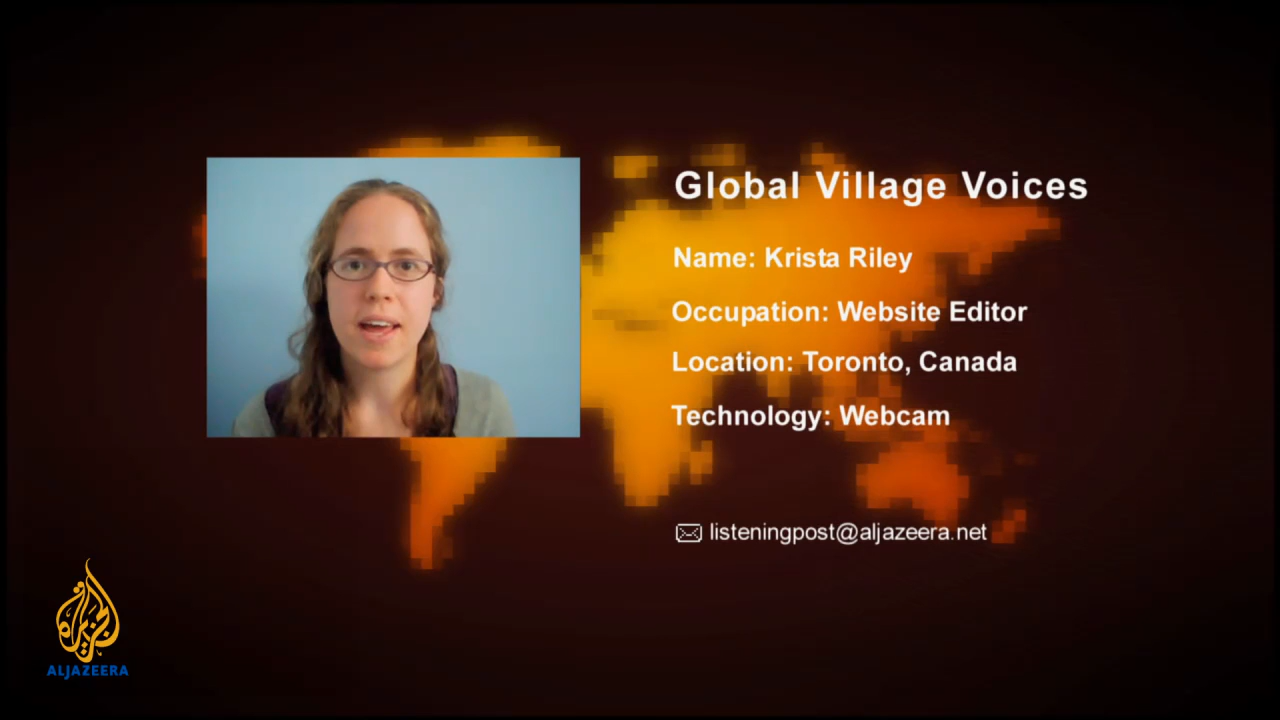 Global Village Voices
Name: Krista Riley
Occupation: Website Editor
Location: Toronto, Canada
Technology: Webcam
listeningpost@aljazeera.net
الجزيرة
ALJAZEERA